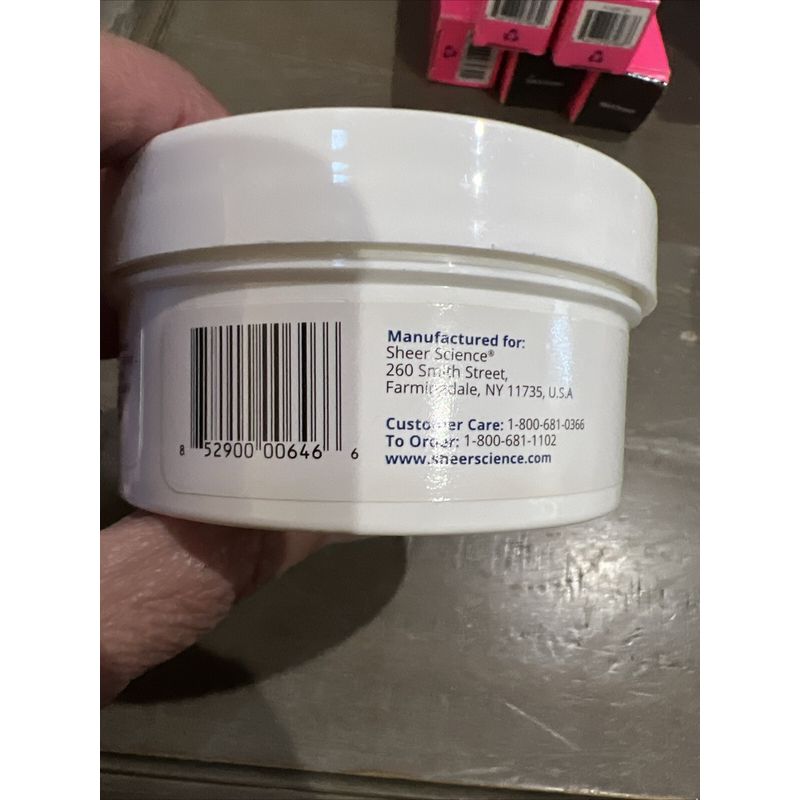 Manufactured for:
Sheer Science®
260 Smith Street,
Farmingdale, NY 11735, U.S.A
Customer Care: 1-800-681-0366
To Order: 1-800-681-1102
www.sheerscience.com
8 52900 00646 6